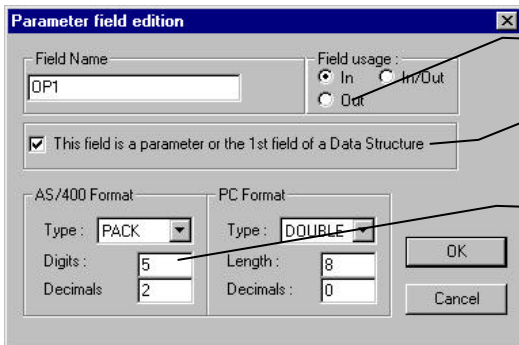 Parameter field edition
Field Name
OP1
Field usage :
In
In/Out
Out
This field is a parameter or the 1st field of a Data Structure
AS/400 Format
Type : PACK
Digits : 5
Decimals 2
PC Format
Type : DOUBLE
Length : 8
Decimals : 0
OK
Cancel